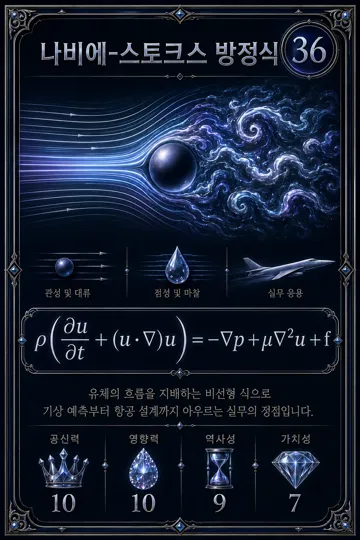 나비에-스토크스 방정식 36
관성 및 대류 점성 및 마찰 실무 응용
ρ(∂u/∂t + (u · ∇)u) = −∇p + μ∇²u + f
유체의 흐름을 지배하는 비선형 식으로
기상 예측부터 항공 설계까지 아우르는 실무의 정점입니다.
공신력 영향력 역사성 가치성
10 10 9 7